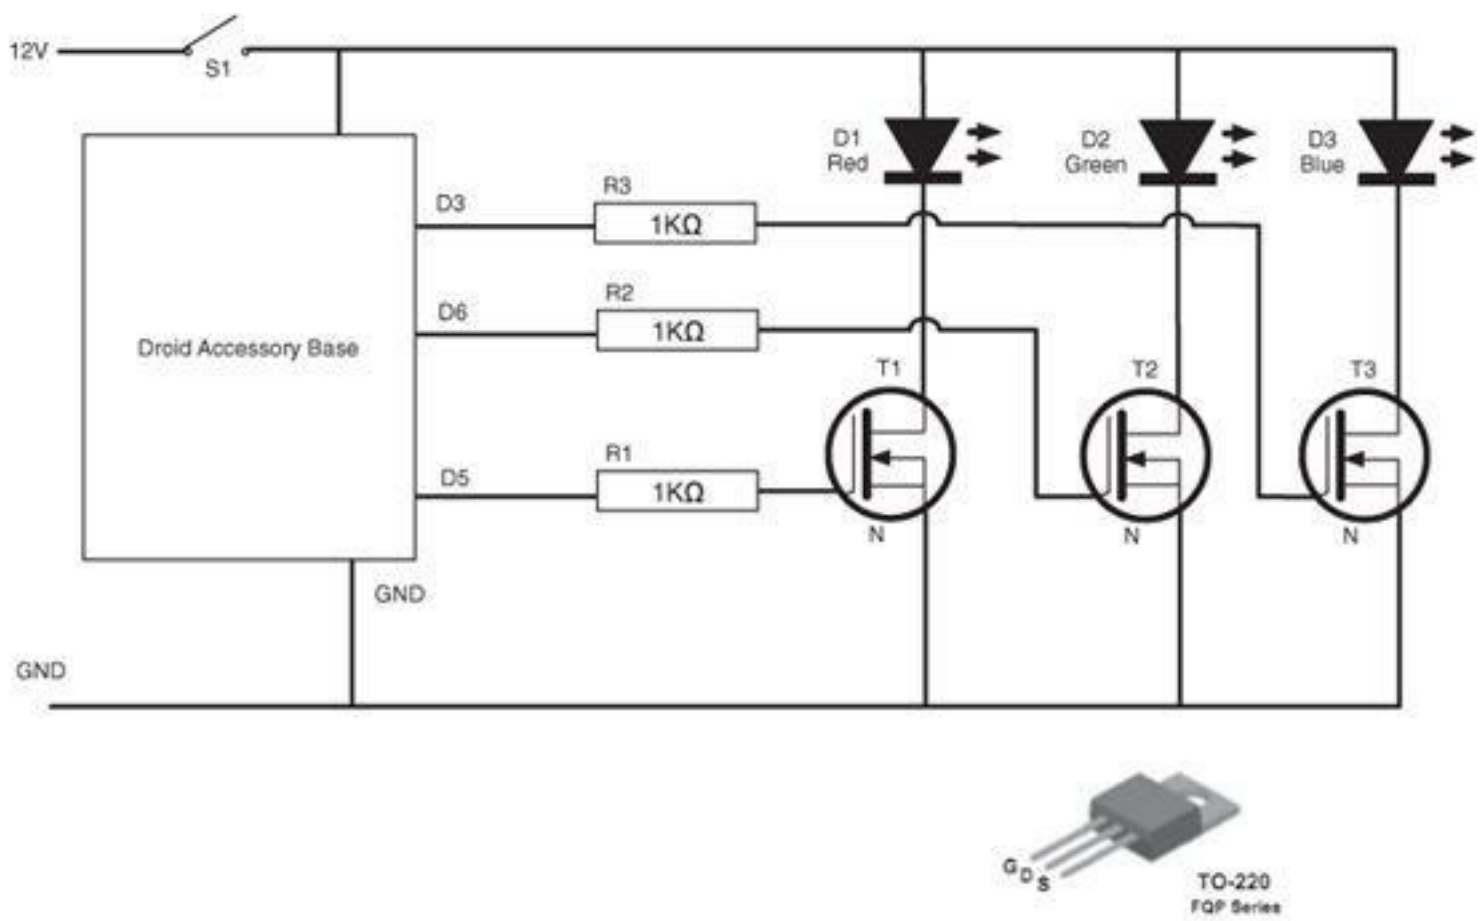 12V
S1
D1
Red
D2
Green
D3
Blue
D3
R3
1KΩ
D6
R2
1KΩ
Droid Accessory Base
T1
T2
T3
D5
R1
1KΩ
N
N
N
GND
GND
G D S
TO-220
FQP Series